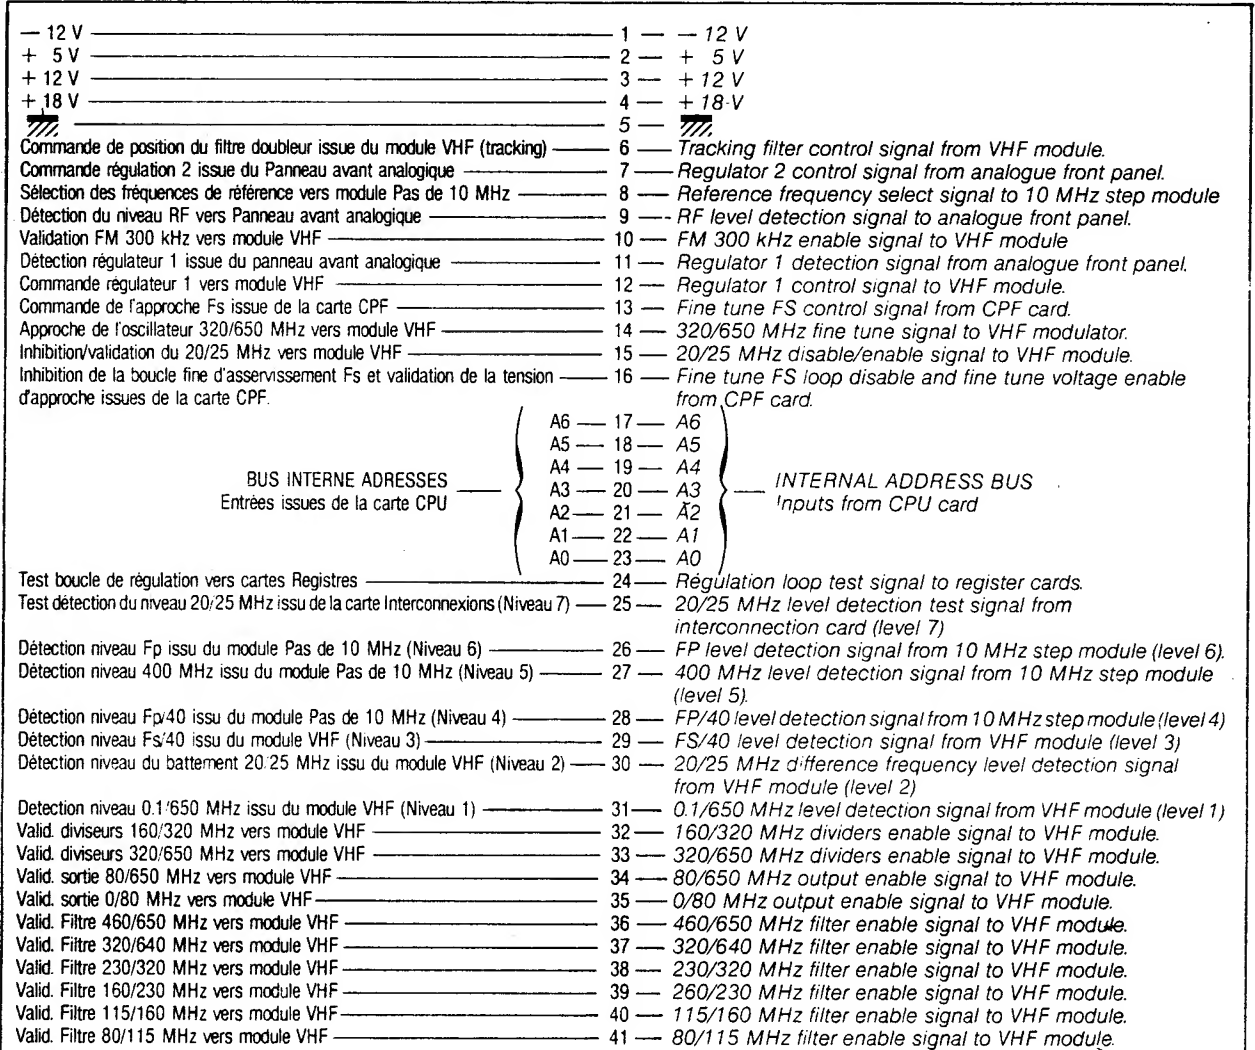 — 12 V 1 — 12 V
+ 5 V 2 + 5 V
+ 12 V 3 + 12 V
+ 18 V 4 + 18 V
5
Commande de position du filtre doubleur issue du module VHF (tracking) 6 Tracking filter control signal from VHF module.
Commande régulation 2 issue du Panneau avant analogique 7 Regulator 2 control signal from analogue front panel.
Sélection des fréquences de référence vers module Pas de 10 MHz 8 Reference frequency select signal to 10 MHz step module
Détection du niveau RF vers Panneau avant analogique 9 RF level detection signal to analogue front panel.
Validation FM 300 kHz vers module VHF 10 FM 300 kHz enable signal to VHF module
Détection régulateur 1 issue du panneau avant analogique 11 Regulator 1 detection signal from analogue front panel.
Commande régulateur 1 vers module VHF 12 Regulator 1 control signal to VHF module.
Commande de l'approche Fs issue de la carte CPF 13 Fine tune FS control signal from CPF card.
Approche de l'oscillateur 320/650 MHz vers module VHF 14 320/650 MHz fine tune signal to VHF modulator.
Inhibition/validation du 20/25 MHz vers module VHF 15 20/25 MHz disable/enable signal to VHF module.
Inhibition de la boucle fine d'asservissement Fs et validation de la tension 16 Fine tune FS loop disable and fine tune voltage enable
d'approche issues de la carte CPF. from CPF card.
A6 17 A6
A5 18 A5
A4 19 A4
BUS INTERNE ADRESSES INTERNAL ADDRESS BUS
A3 20 A3
Entrées issues de la carte CPU Inputs from CPU card
A2 21 A2
A1 22 A1
A0 23 A0
Test boucle de régulation vers cartes Registres 24 Régulation loop test signal to register cards.
Test détection du niveau 20/25 MHz issu de la carte Interconnexions (Niveau 7) 25 20/25 MHz level detection test signal from
interconnection card (level 7)
Détection niveau Fp issu du module Pas de 10 MHz (Niveau 6) 26 FP level detection signal from 10 MHz step module (level 6).
Détection niveau 400 MHz issu du module Pas de 10 MHz (Niveau 5) 27 400 MHz level detection signal from 10 MHz step module
(level 5).
Détection niveau Fp/40 issu du module Pas de 10 MHz (Niveau 4) 28 FP/40 level detection signal from 10 MHz step module (level 4)
Détection niveau Fs/40 issu du module VHF (Niveau 3) 29 FS/40 level detection signal from VHF module (level 3)
Détection niveau du battement 20/25 MHz issu du module VHF (Niveau 2) 30 20/25 MHz difference frequency level detection signal
from VHF module (level 2)
Detection niveau 0.1/650 MHz issu du module VHF (Niveau 1) 31 0.1/650 MHz level detection signal from VHF module (level 1)
Valid. diviseurs 160/320 MHz vers module VHF 32 160/320 MHz dividers enable signal to VHF module.
Valid. diviseurs 320/650 MHz vers module VHF 33 320/650 MHz dividers enable signal to VHF module.
Valid. sortie 80/650 MHz vers module VHF 34 80/650 MHz output enable signal to VHF module.
Valid. sortie 0/80 MHz vers module VHF 35 0/80 MHz output enable signal to VHF module.
Valid. Filtre 460/650 MHz vers module VHF 36 460/650 MHz filter enable signal to VHF module.
Valid. Filtre 320/640 MHz vers module VHF 37 320/640 MHz filter enable signal to VHF module.
Valid. Filtre 230/320 MHz vers module VHF 38 230/320 MHz filter enable signal to VHF module.
Valid. Filtre 160/230 MHz vers module VHF 39 260/230 MHz filter enable signal to VHF module.
Valid. Filtre 115/160 MHz vers module VHF 40 115/160 MHz filter enable signal to VHF module.
Valid. Filtre 80/115 MHz vers module VHF 41 80/115 MHz filter enable signal to VHF module.